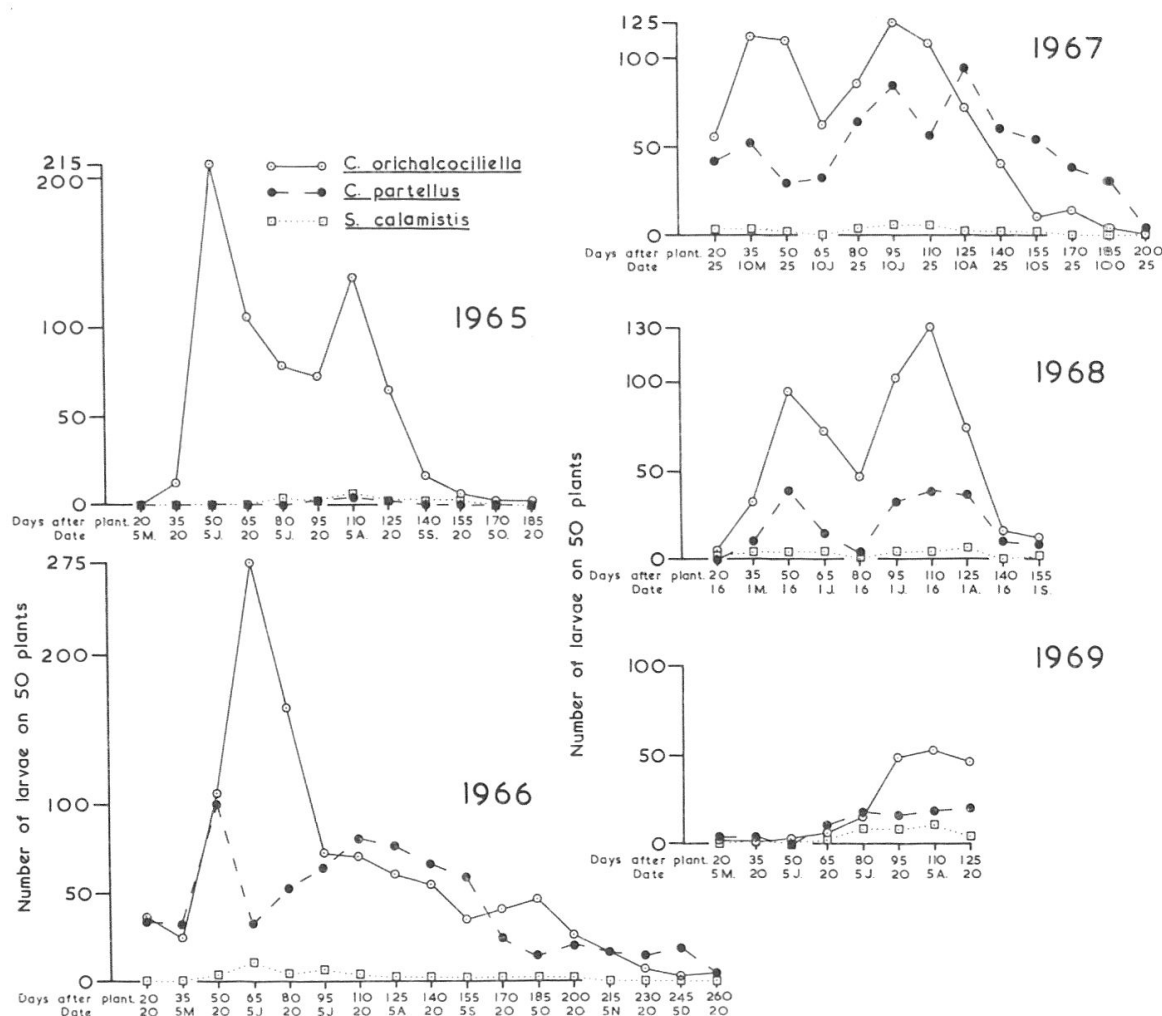 1965
215
200
100
50
0
C. orichalcociliella
C. partellus
S. calamistis
Days after plant. 20 35 50 65 80 95 110 125 140 155 170 185
Date 5M. 20 5J. 20 5J. 20 5A. 20 5S. 20 5O. 20
1966
Number of larvae on 50 plants
275
200
100
50
0
Days after plant. 20 35 50 65 80 95 110 125 140 155 170 185 200 215 230 245 260
Date 20 5M 20 5J 20 5J 20 5A 20 5S 20 5O 20 5N 20 5D 20
1967
125
100
50
0
Days after plant. 20 35 50 65 80 95 110 125 140 155 170 185 200
Date 25 10M 25 10J 25 10J 25 10A 25 10S 25 10O 25
1968
Number of larvae on 50 plants
130
100
50
0
Days after plant. 20 35 50 65 80 95 110 125 140 155
Date 16 1M. 16 1J. 16 1J. 16 1A. 16 1S.
1969
100
50
0
Days after plant. 20 35 50 65 80 95 110 125
Date 5M. 20 5J. 20 5J. 20 5A. 20